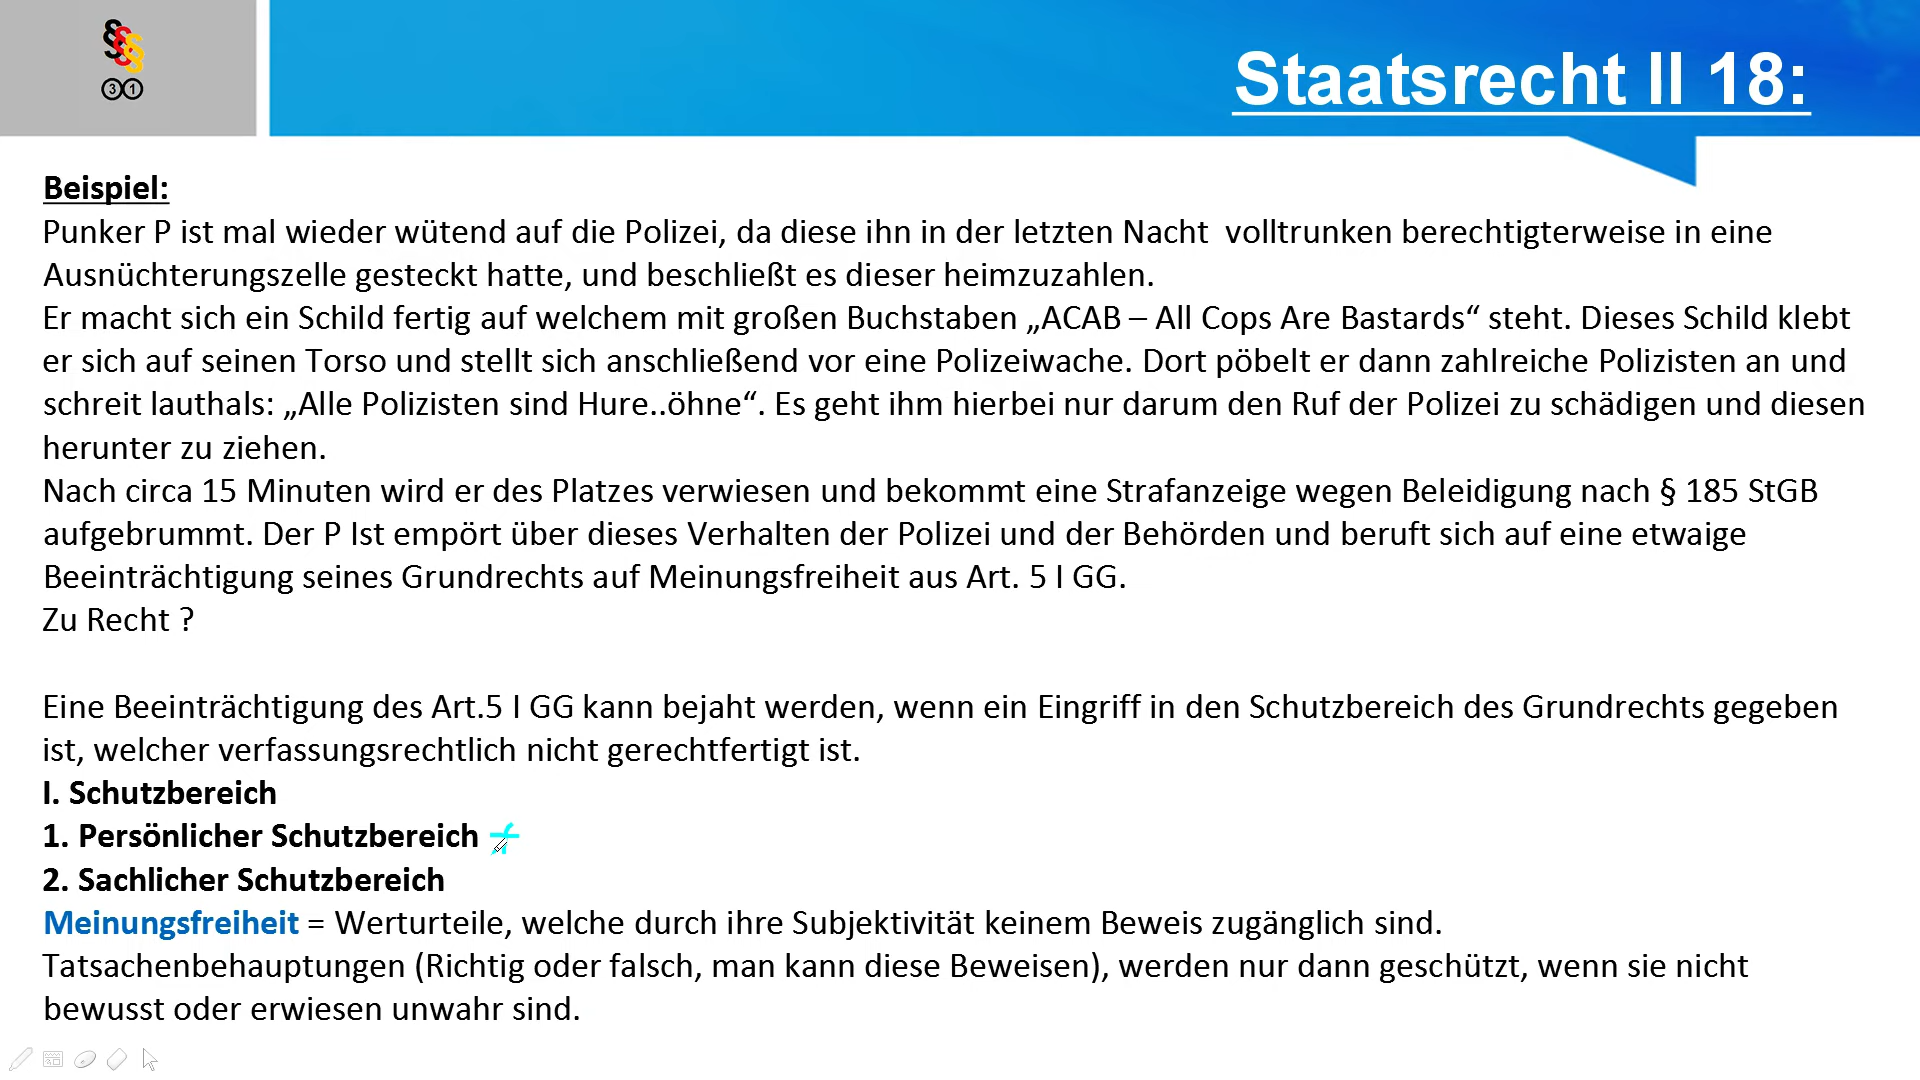 §§§
31
Staatsrecht II 18:
Beispiel:
Punker P ist mal wieder wütend auf die Polizei, da diese ihn in der letzten Nacht  volltrunken berechtigterweise in eine
Ausnüchterungszelle gesteckt hatte, und beschließt es dieser heimzuzahlen.
Er macht sich ein Schild fertig auf welchem mit großen Buchstaben „ACAB – All Cops Are Bastards“ steht. Dieses Schild klebt
er sich auf seinen Torso und stellt sich anschließend vor eine Polizeiwache. Dort pöbelt er dann zahlreiche Polizisten an und
schreit lauthals: „Alle Polizisten sind Hure..öhne“. Es geht ihm hierbei nur darum den Ruf der Polizei zu schädigen und diesen
herunter zu ziehen.
Nach circa 15 Minuten wird er des Platzes verwiesen und bekommt eine Strafanzeige wegen Beleidigung nach § 185 StGB
aufgebrummt. Der P Ist empört über dieses Verhalten der Polizei und der Behörden und beruft sich auf eine etwaige
Beeinträchtigung seines Grundrechts auf Meinungsfreiheit aus Art. 5 I GG.
Zu Recht ?
Eine Beeinträchtigung des Art.5 I GG kann bejaht werden, wenn ein Eingriff in den Schutzbereich des Grundrechts gegeben
ist, welcher verfassungsrechtlich nicht gerechtfertigt ist.
I. Schutzbereich
1. Persönlicher Schutzbereich +
2. Sachlicher Schutzbereich
Meinungsfreiheit = Werturteile, welche durch ihre Subjektivität keinem Beweis zugänglich sind.
Tatsachenbehauptungen (Richtig oder falsch, man kann diese Beweisen), werden nur dann geschützt, wenn sie nicht
bewusst oder erwiesen unwahr sind.